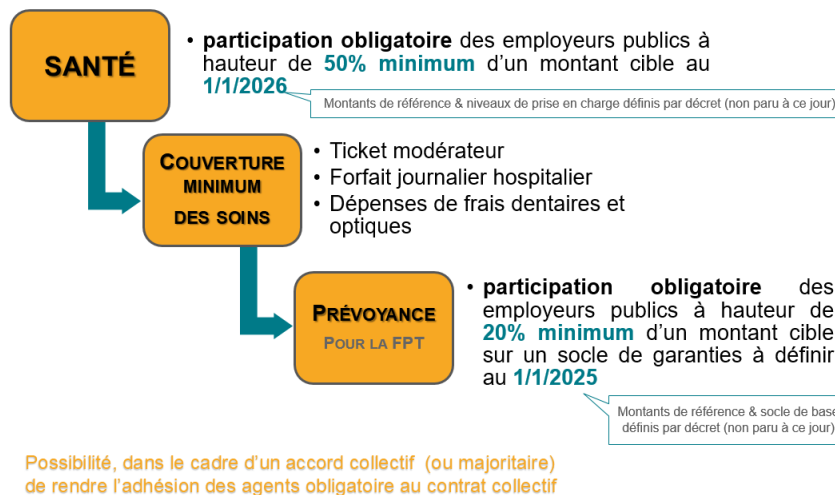 SANTÉ
• participation obligatoire des employeurs publics à
hauteur de 50% minimum d'un montant cible au
1/1/2026
Montants de référence & niveaux de prise en charge définis par décret (non paru à ce jour)
COUVERTURE
MINIMUM
DES SOINS
• Ticket modérateur
• Forfait journalier hospitalier
• Dépenses de frais dentaires et
optiques
PRÉVOYANCE
POUR LA FPT
• participation obligatoire des
employeurs publics à hauteur de
20% minimum d'un montant cible
sur un socle de garanties à définir
au 1/1/2025
Montants de référence & socle de base
définis par décret (non paru à ce jour)
Possibilité, dans le cadre d'un accord collectif (ou majoritaire)
de rendre l'adhésion des agents obligatoire au contrat collectif